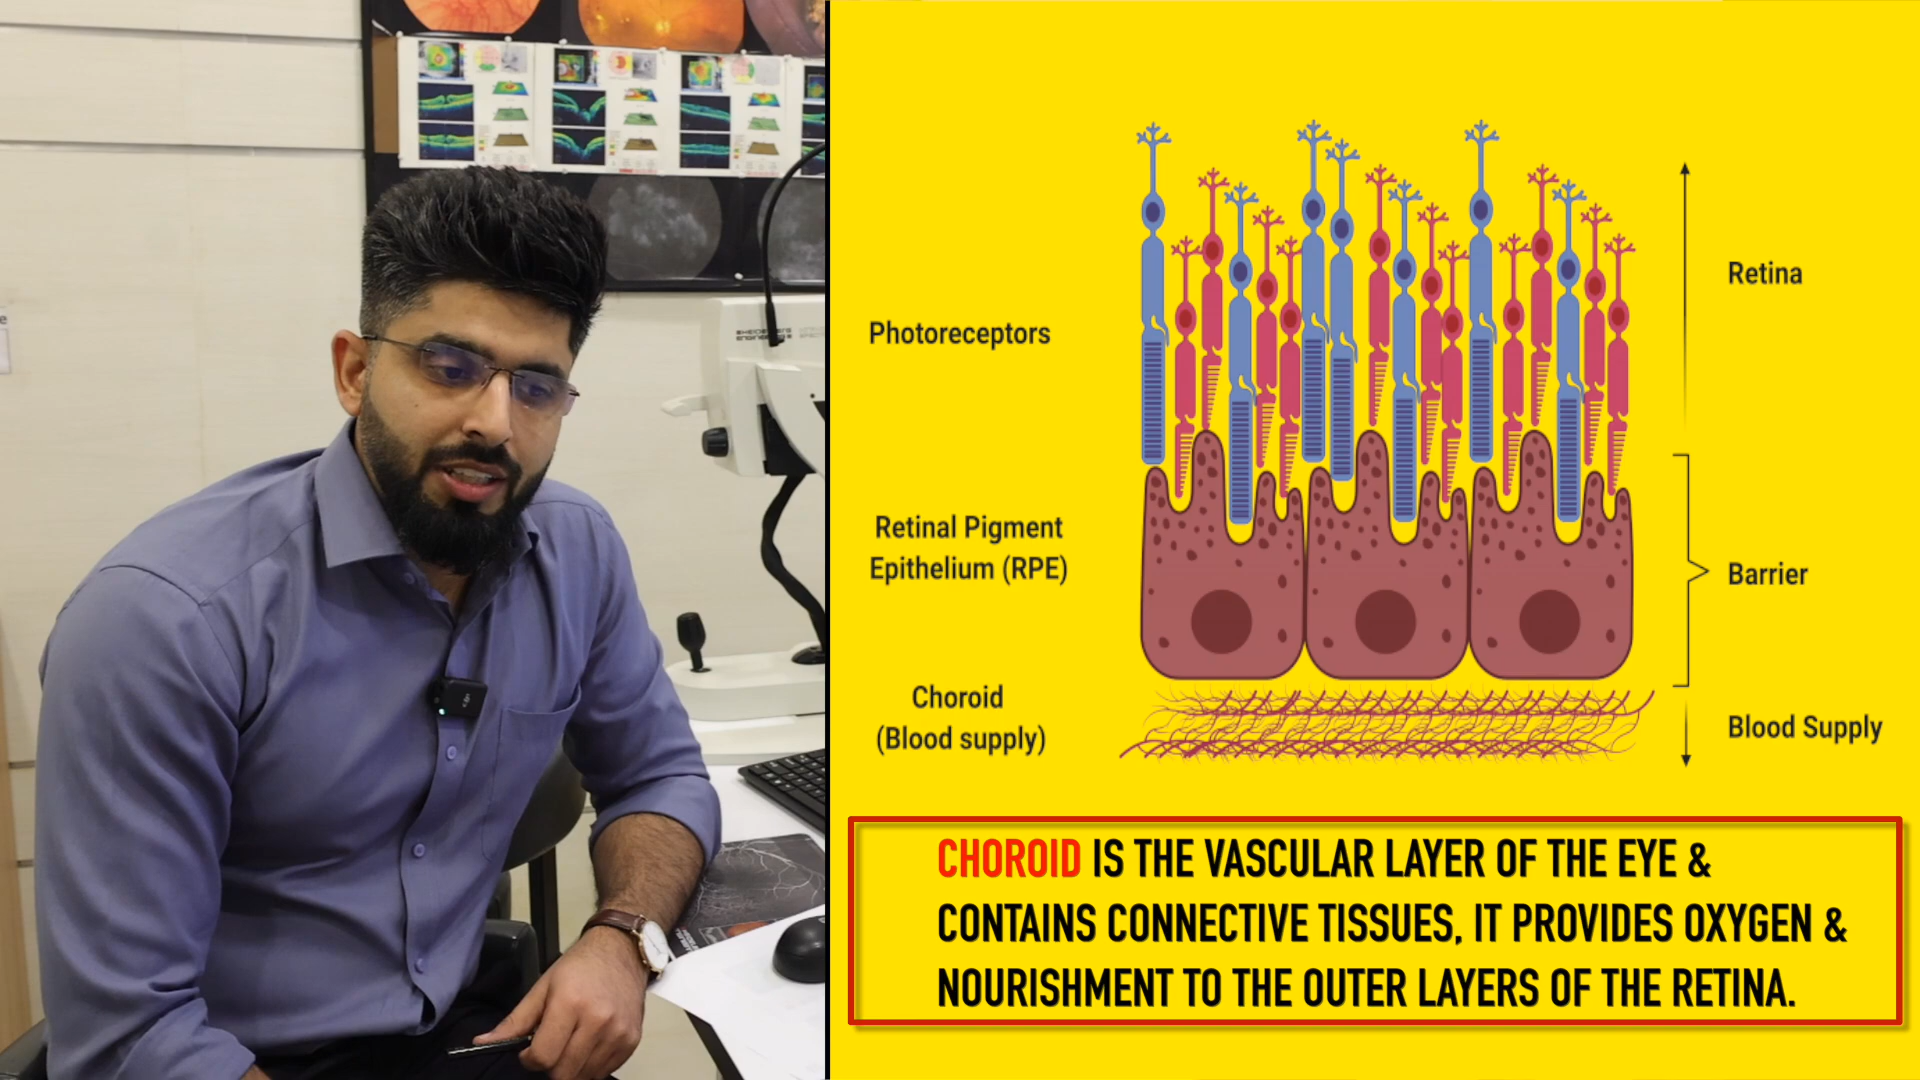 Photoreceptors
Retinal Pigment
Epithelium (RPE)
Choroid
(Blood supply)
Retina
Barrier
Blood Supply
CHOROID IS THE VASCULAR LAYER OF THE EYE &
CONTAINS CONNECTIVE TISSUES, IT PROVIDES OXYGEN &
NOURISHMENT TO THE OUTER LAYERS OF THE RETINA.